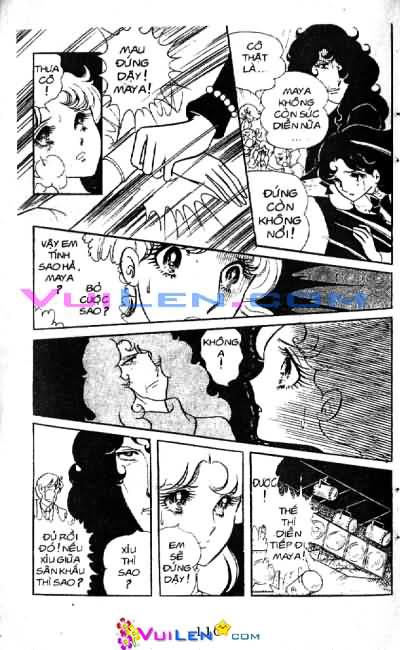 CÔ
THẬT
LÀ...
MAYA
KHÔNG
CÒN SỨC
DIỄN NỮA
...
ĐỨNG
CÒN
KHÔNG
NỔI!
MAU
ĐỨNG
DẬY!
MAYA!
THƯA
CÔ
!
VẬY EM
TÍNH
SAO HẢ,
MAYA
?
BỎ
CUỘC
SAO?
VUILEN.COM
KHÔNG
Ạ!
ĐƯỢC
!
THẾ
THÌ
DIỄN
TIẾP ĐI,
MAYA!
EM
SẼ
ĐỨNG
DẬY!
XỈU
THÌ
SAO?
ĐỦ RỒI
ĐÓ! NẾU
XỈU GIỮA
SÂN KHẤU
THÌ SAO?
VUILEN.COM